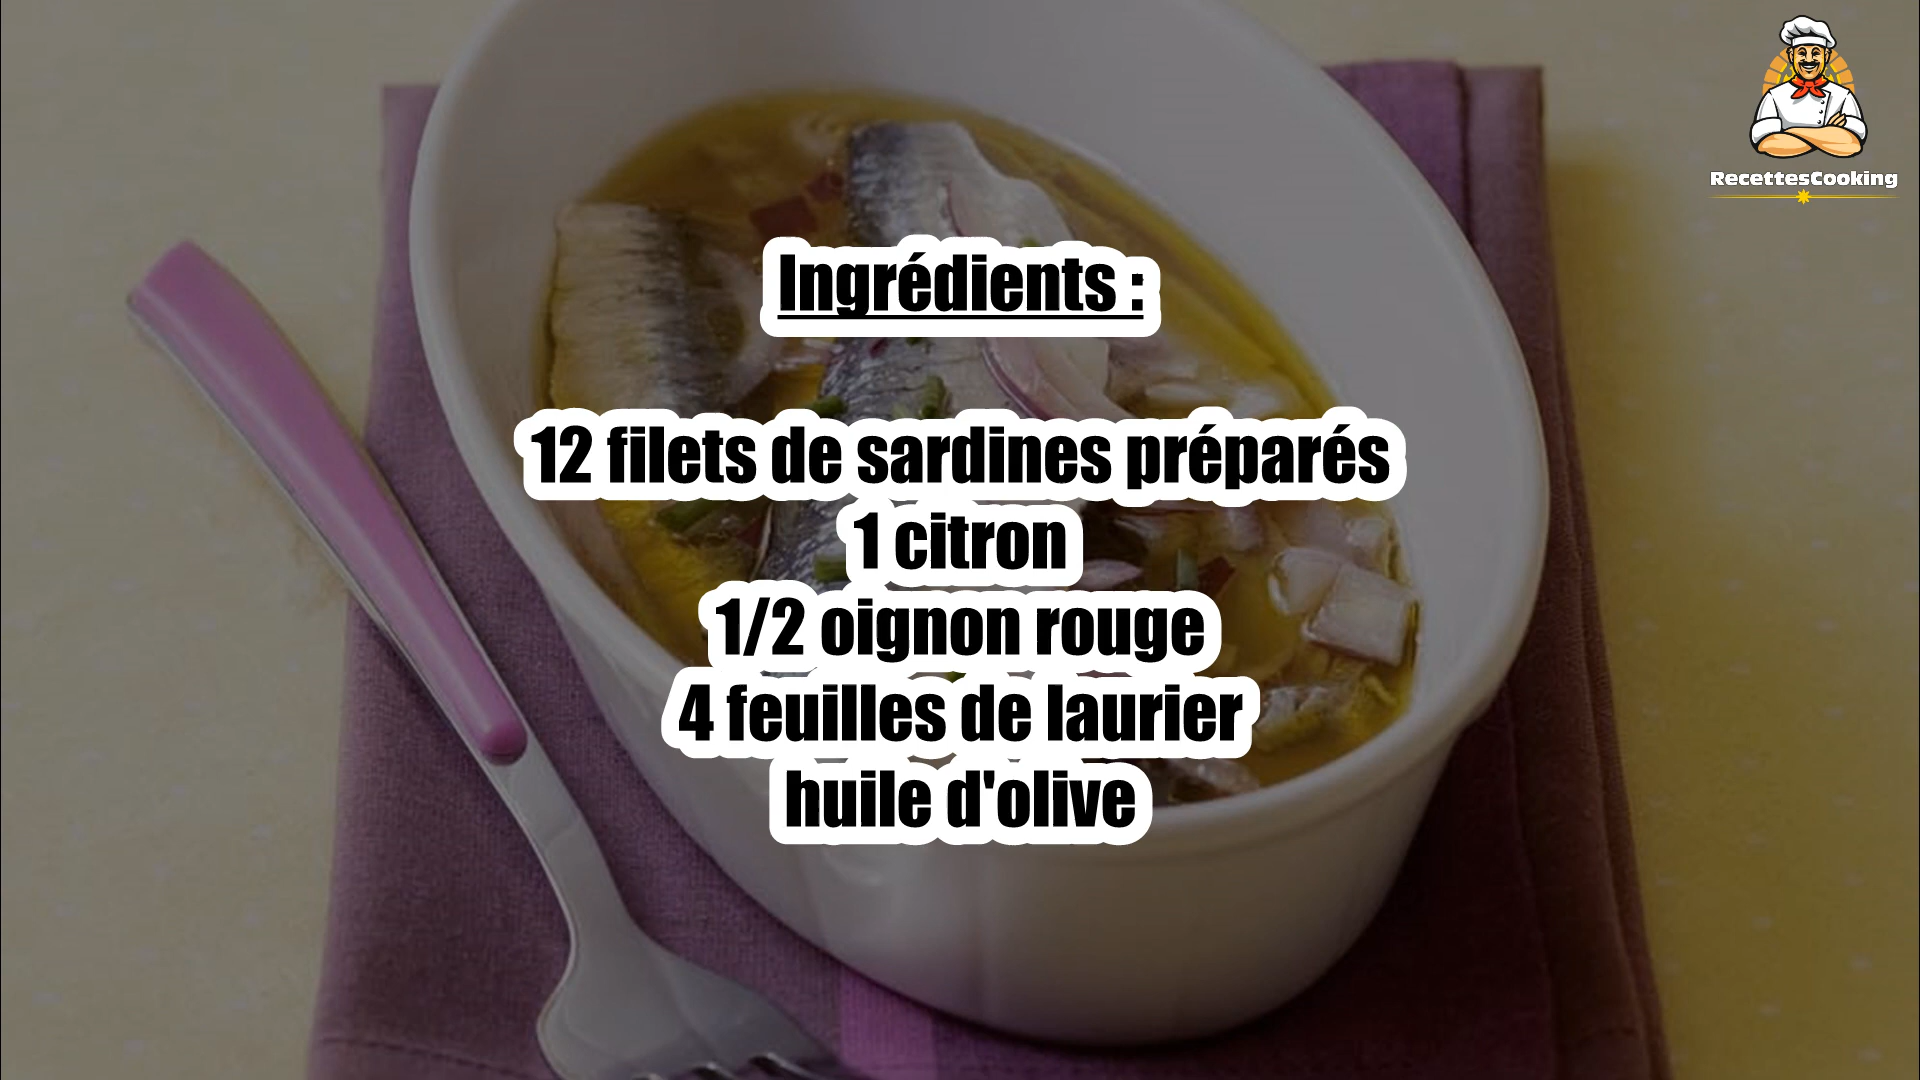 RecettesCooking
Ingrédients :
12 filets de sardines préparés
1 citron
1/2 oignon rouge
4 feuilles de laurier
huile d'olive